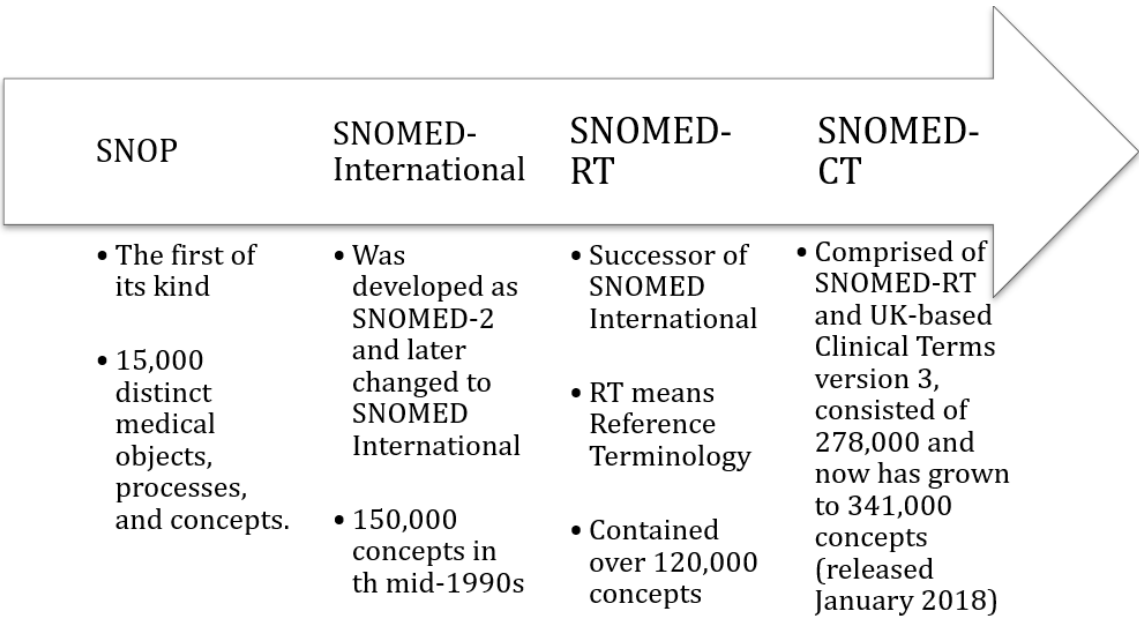 SNOP
SNOMED-
International
SNOMED-
RT
SNOMED-
CT
• The first of
its kind
• 15,000
distinct
medical
objects,
processes,
and concepts.
• Was
developed as
SNOMED-2
and later
changed to
SNOMED
International
• 150,000
concepts in
th mid-1990s
• Successor of
SNOMED
International
• RT means
Reference
Terminology
• Contained
over 120,000
concepts
• Comprised of
SNOMED-RT
and UK-based
Clinical Terms
version 3,
consisted of
278,000 and
now has grown
to 341,000
concepts
(released
January 2018)